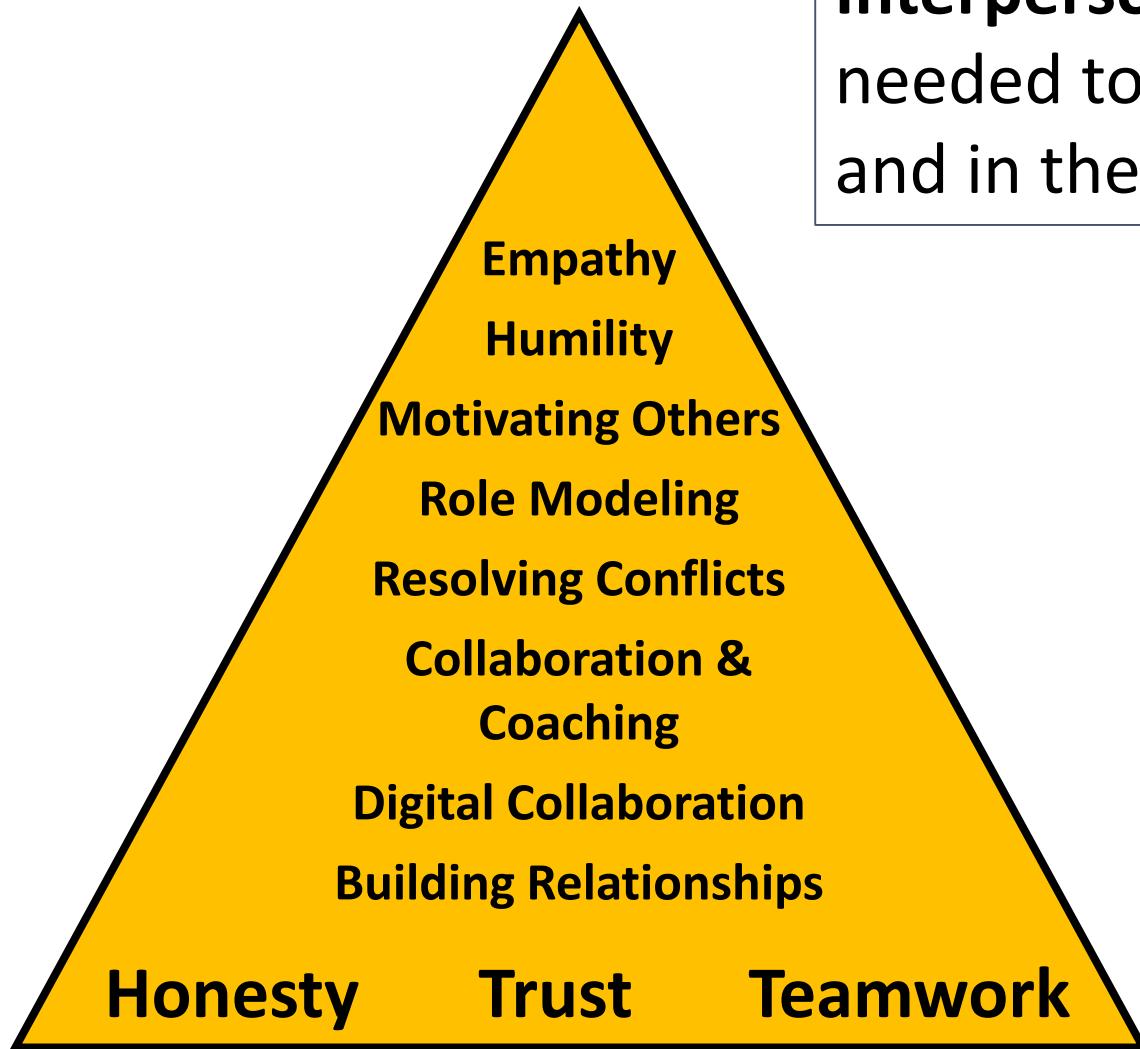 needed to
and in the
Empathy
Humility
Motivating Others
Role Modeling
Resolving Conflicts
Collaboration &
Coaching
Digital Collaboration
Building Relationships
Honesty Trust Teamwork